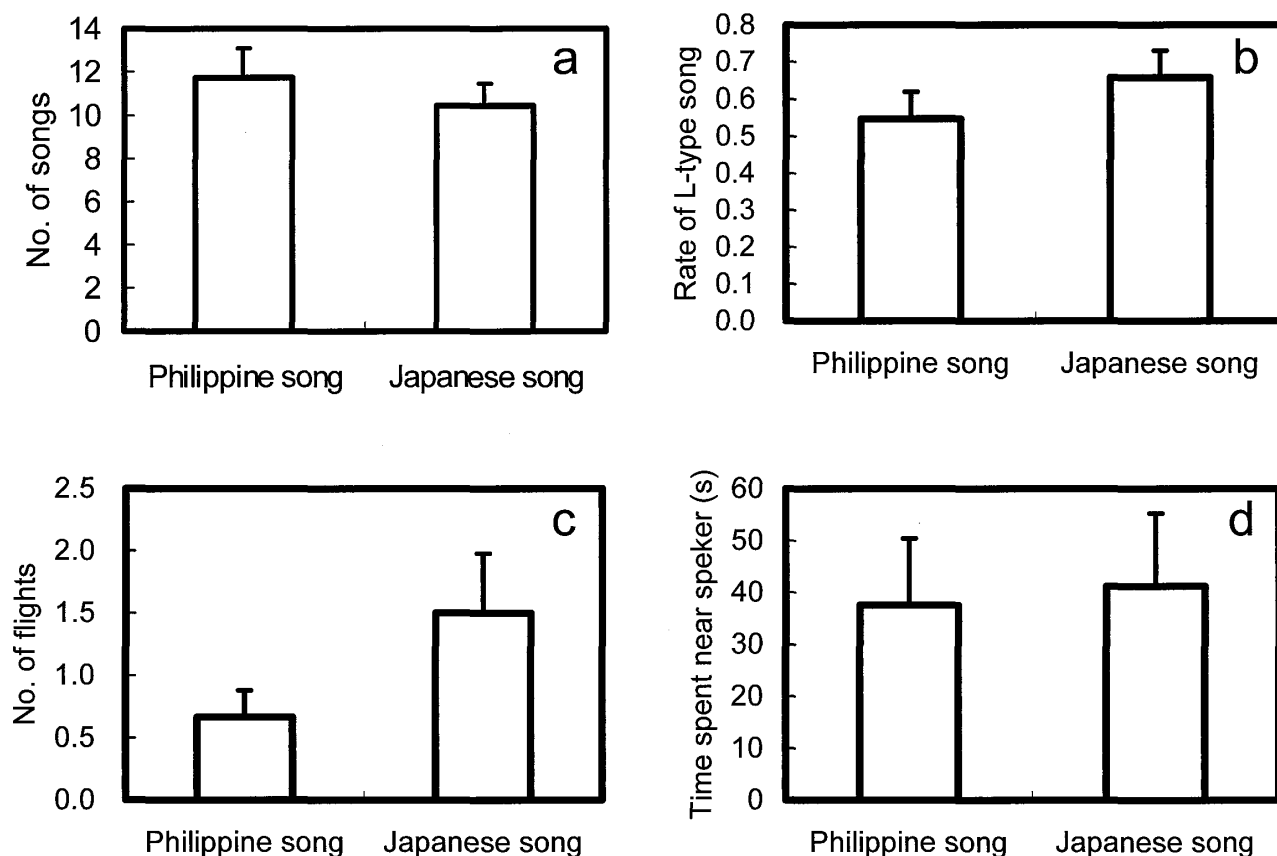 No. of songs
14
12
10
8
6
4
2
0
a
Philippine song
Japanese song
Rate of L-type song
0.8
0.7
0.6
0.5
0.4
0.3
0.2
0.1
0.0
b
Philippine song
Japanese song
No. of flights
2.5
2.0
1.5
1.0
0.5
0.0
c
Philippine song
Japanese song
Time spent near speker (s)
60
50
40
30
20
10
0
d
Philippine song
Japanese song